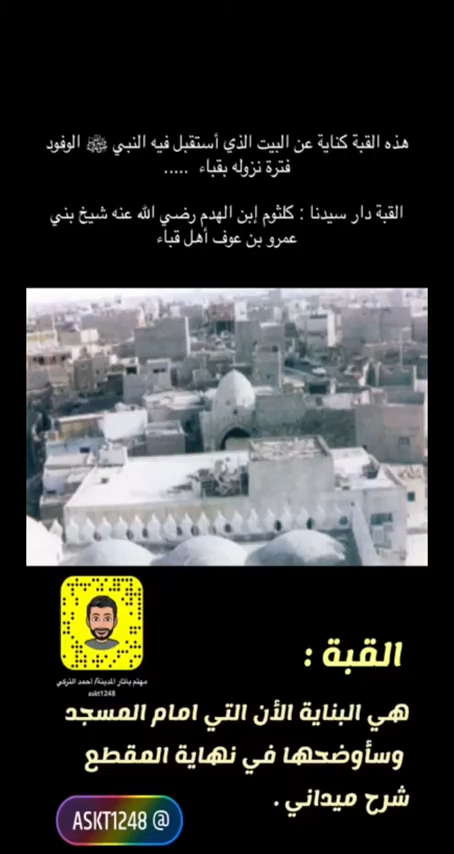 هذه القبة كناية عن البيت الذي أستقبل فيه النبي ﷺ الوفود
فترة نزوله بقباء .....
القبة دار سيدنا : كلثوم إبن الهدم رضي الله عنه شيخ بني
عمرو بن عوف أهل قباء
مهتم بآثار المدينة/ أحمد التركي
askt1248
القبة :
هي البناية الأن التي امام المسجد
وسأوضحها في نهاية المقطع
شرح ميداني .
@ ASKT1248